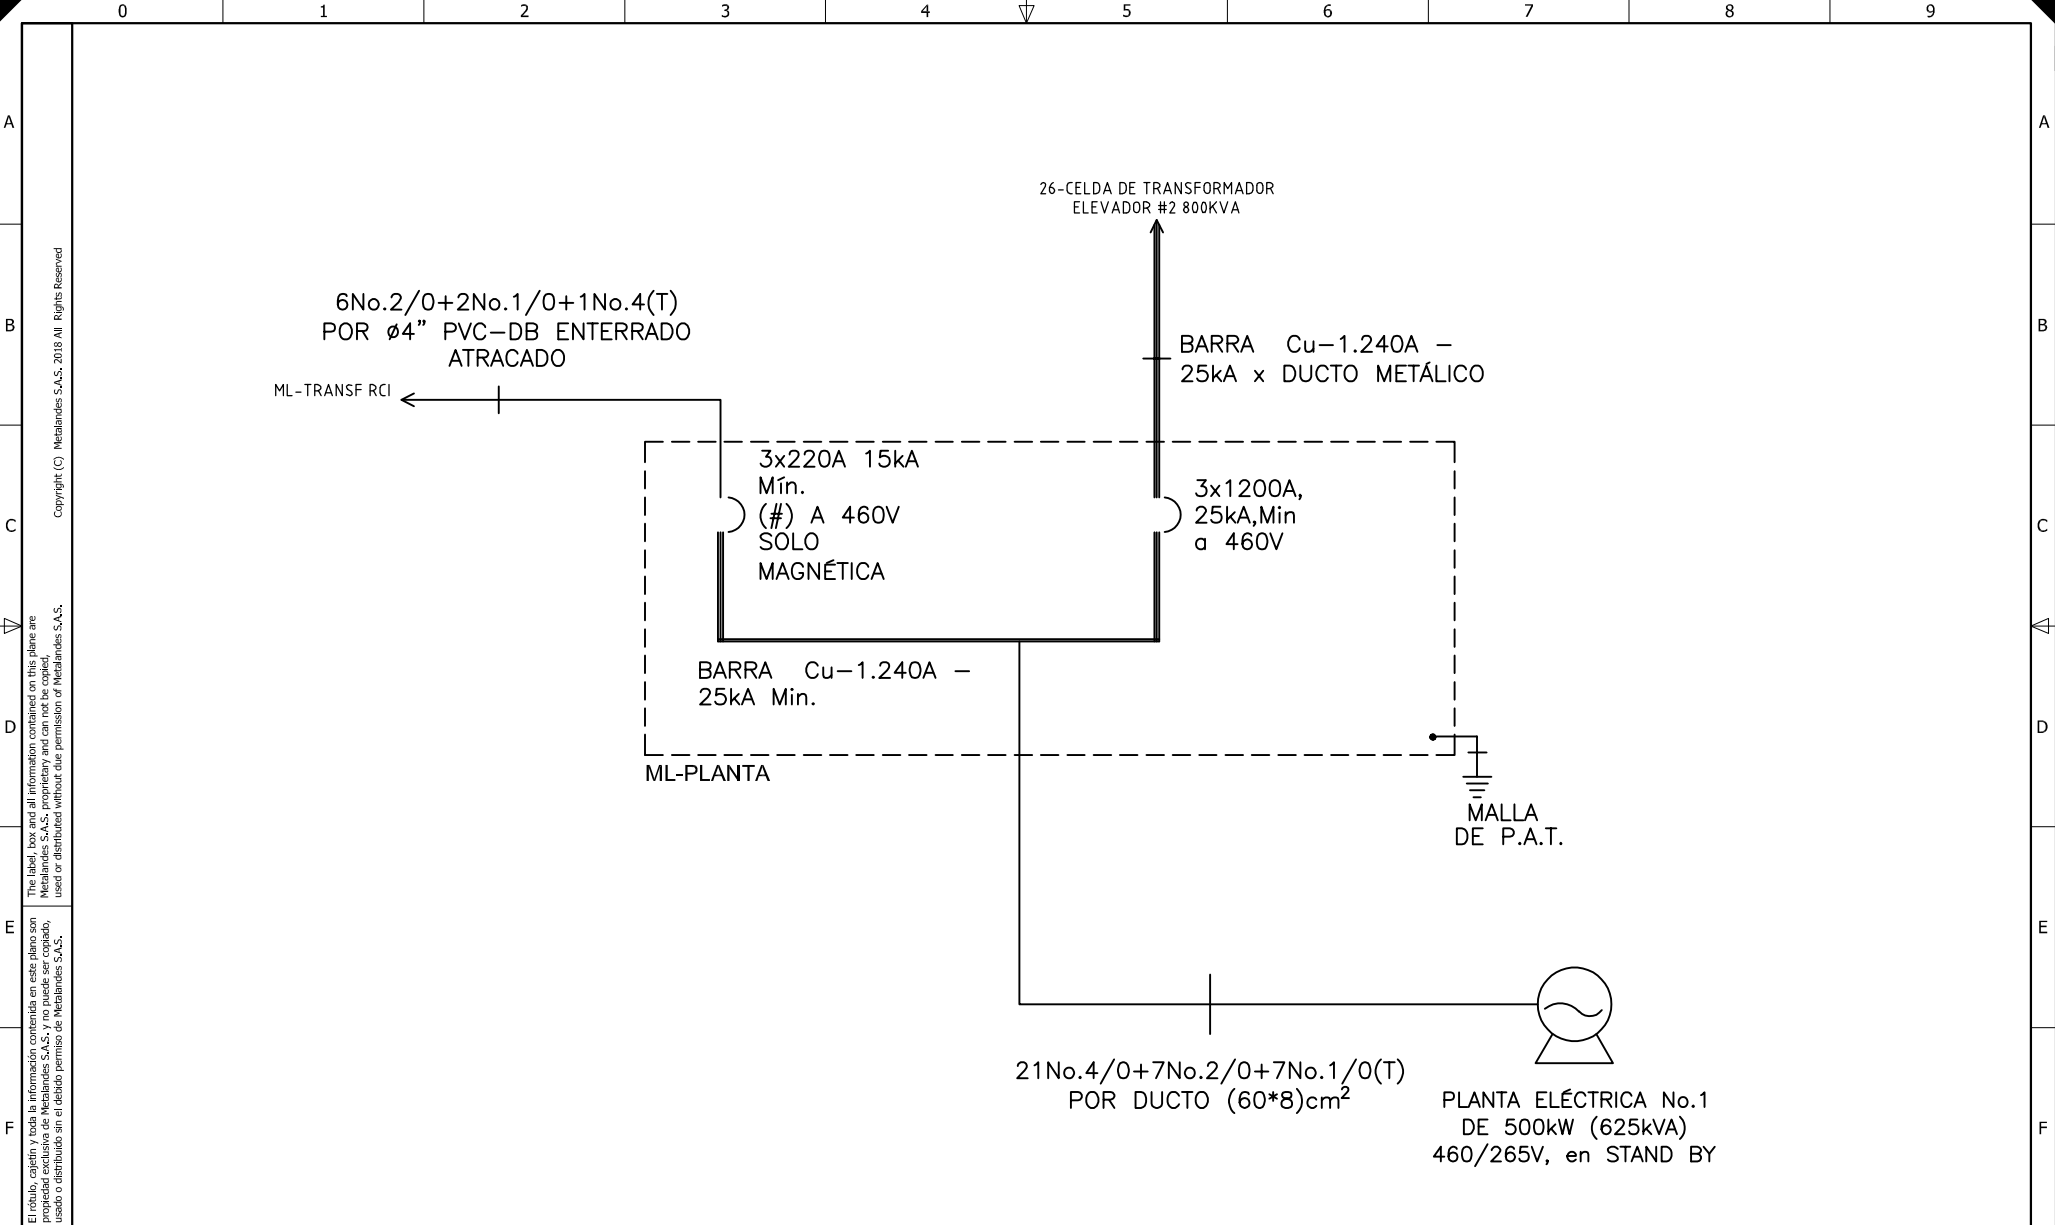 0 1 2 3 4 5 6 7 8 9
A A
26-CELDA DE TRANSFORMADOR
ELEVADOR #2 800KVA
6No.2/0+2No.1/0+1No.4(T)
POR ø4” PVC-DB ENTERRADO
ATRACADO
B B
BARRA Cu-1.240A -
25kA x DUCTO METÁLICO
ML-TRANSF RCI
3x220A 15kA
Mín.
(#) A 460V
SOLO
MAGNÉTICA
3x1200A,
25kA,Min
a 460V
C C
BARRA Cu-1.240A -
25kA Min.
D D
ML-PLANTA
MALLA
DE P.A.T.
E E
21No.4/0+7No.2/0+7No.1/0(T)
POR DUCTO (60*8)cm²
PLANTA ELÉCTRICA No.1
DE 500kW (625kVA)
460/265V, en STAND BY
F F
The label, box and all information contained on this plane are
Metalandes S.A.S. proprietary and can not be copied,
used or distributed without due permission of Metalandes S.A.S. Copyright (C) Metalandes S.A.S. 2018 All Rights Reserved
El rótulo, cajetín y toda la información contenida en este plano son
propiedad exclusiva de Metalandes S.A.S. y no puede ser copiado,
usado o distribuido sin el debido permiso de Metalandes S.A.S.